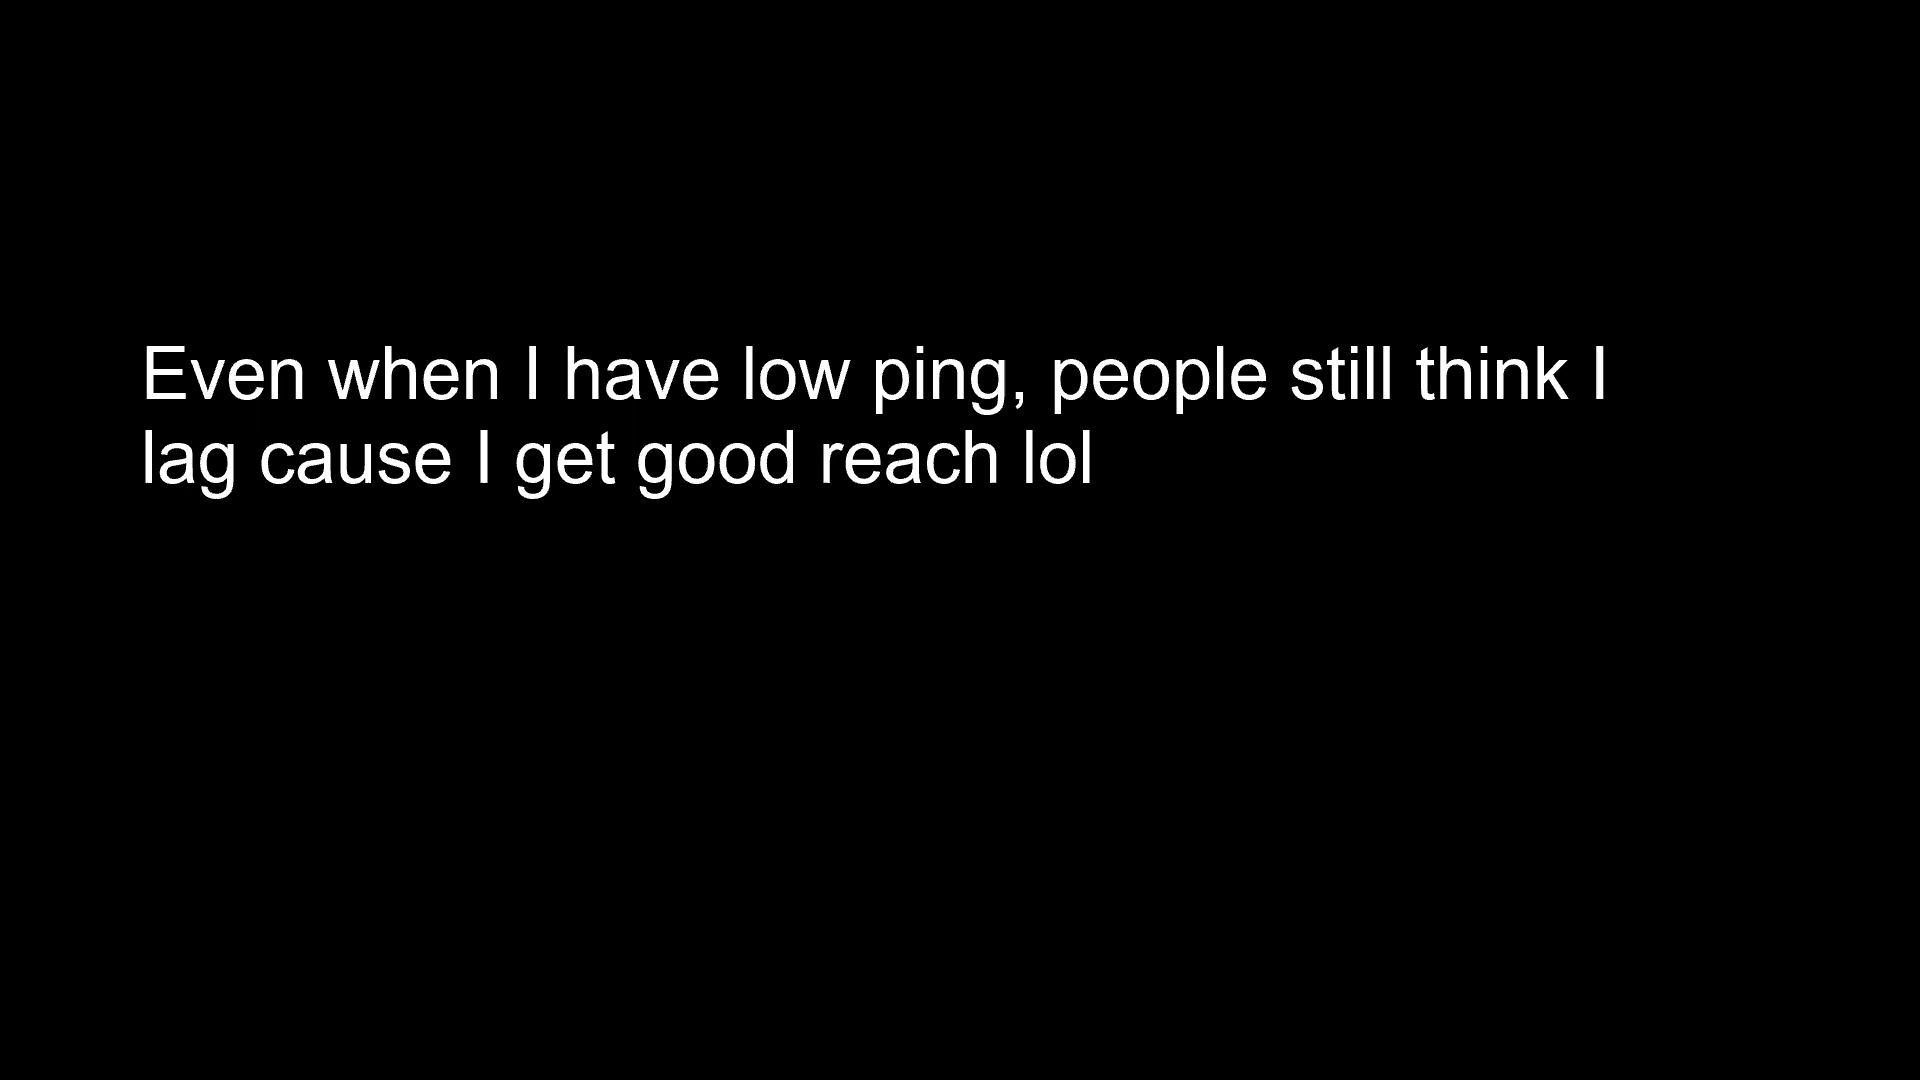 Even when I have low ping, people still think I
lag cause I get good reach lol